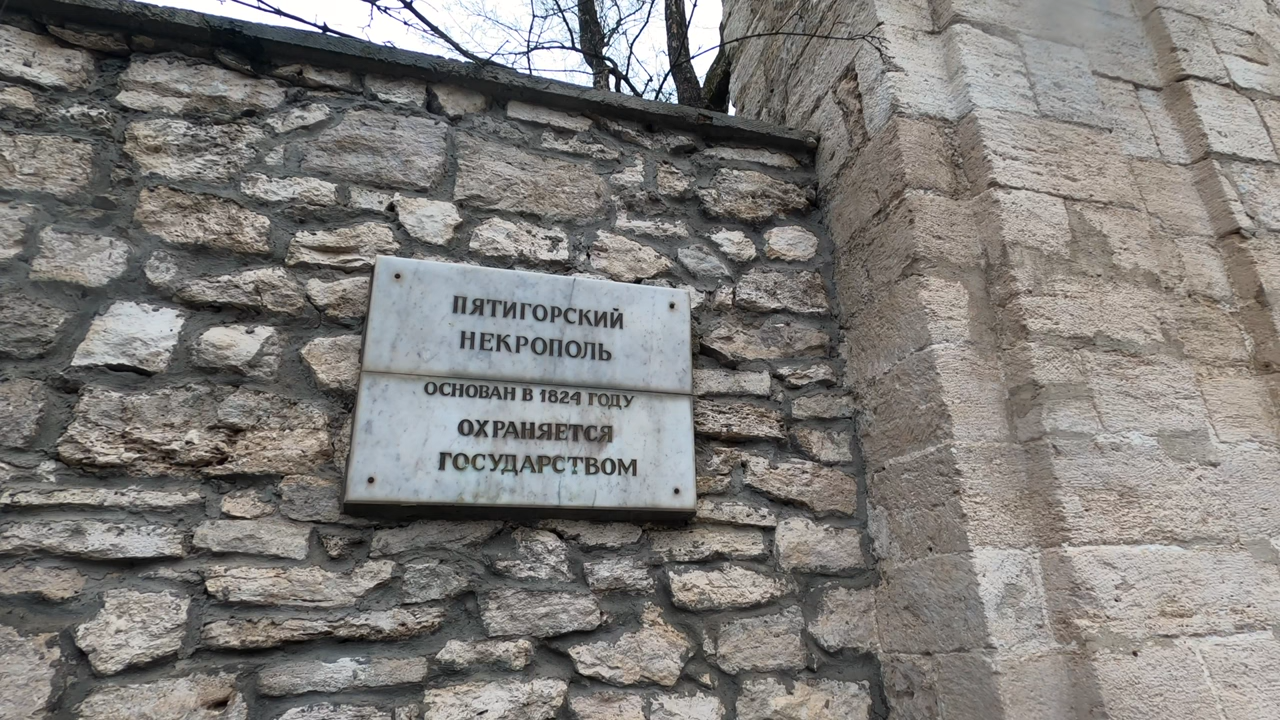 ПЯТИГОРСКИЙ
НЕКРОПОЛЬ
ОСНОВАН В 1824 ГОДУ
ОХРАНЯЕТСЯ
ГОСУДАРСТВОМ